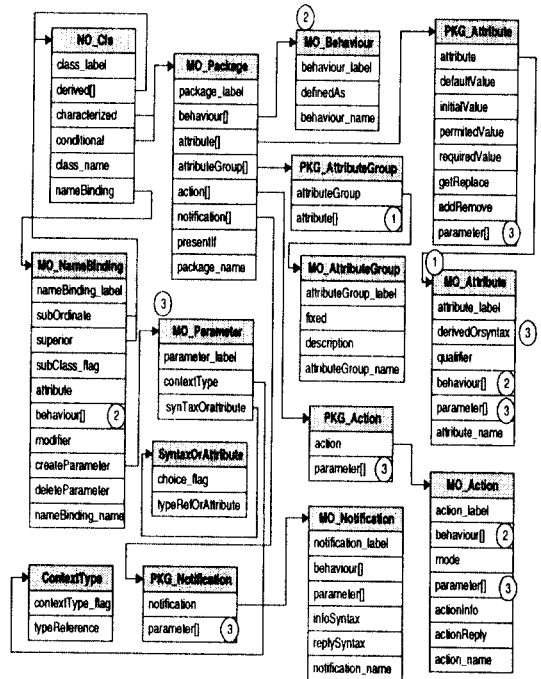 NO_Cls
class_label
derived[]
characterized
conditional
class_name
nameBinding
MO_Package
package_label
behaviour[]
attribute[]
attributeGroup[]
action[]
notification[]
presentIf
package_name
2
MO_Behaviour
behaviour_label
definedAs
behaviour_name
PKG_Attribute
attribute
defaultValue
initialValue
permitedValue
requiredValue
getReplace
addRemove
parameter[] 3
PKG_AttributeGroup
attributeGroup
attribute[] 1
MO_NameBinding
nameBinding_label
subOrdinate
superior
subClass_flag
attribute
behaviour[] 2
modifier
createParameter
deleteParameter
nameBinding_name
3
MO_Parameter
parameter_label
contextType
synTaxOrattribute
MO_AttributeGroup
attributeGroup_label
fixed
description
attributeGroup_name
1
MO_Attribute
attribute_label
derivedOrsyntax 3
qualifier
behaviour[] 2
parameter[] 3
attribute_name
SyntaxOrAttribute
choice_flag
typeRefOrAttribute
PKG_Action
action
parameter[] 3
MO_Action
action_label
behaviour[] 2
mode
parameter[] 3
actionInfo
actionReply
action_name
ContextType
contextType_flag
typeReference
PKG_Notification
notification
parameter[] 3
MO_Notification
notification_label
behaviour[]
parameter[]
infoSyntax
replySyntax
notification_name